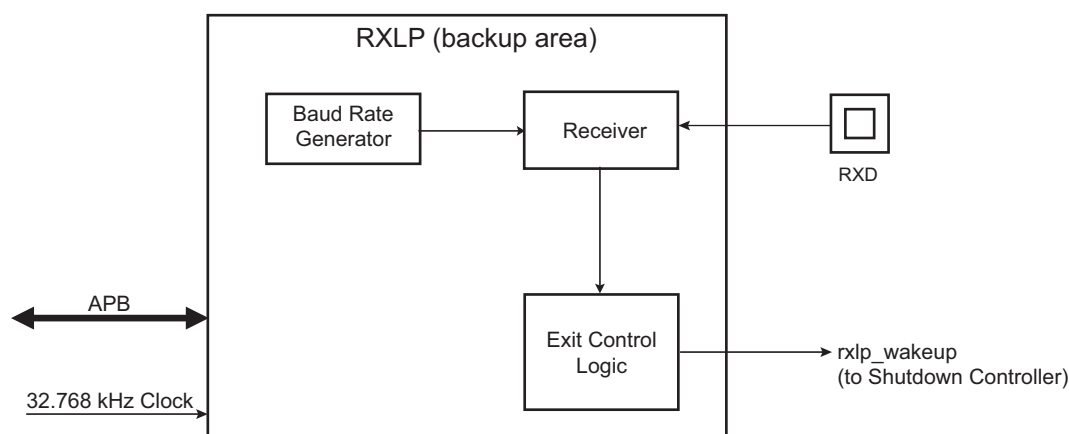 RXLP (backup area)
Baud Rate
Generator
Receiver
RXD
APB
Exit Control
Logic
rxlp_wakeup
(to Shutdown Controller)
32.768 kHz Clock